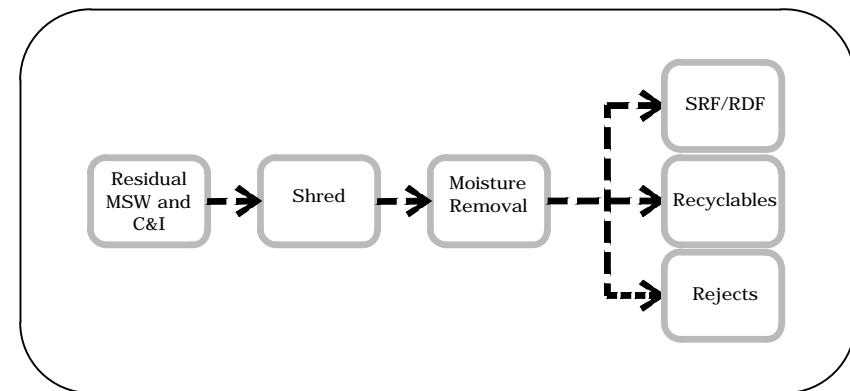 Residual
MSW and
C&I
Shred
Moisture
Removal
SRF/RDF
Recyclables
Rejects